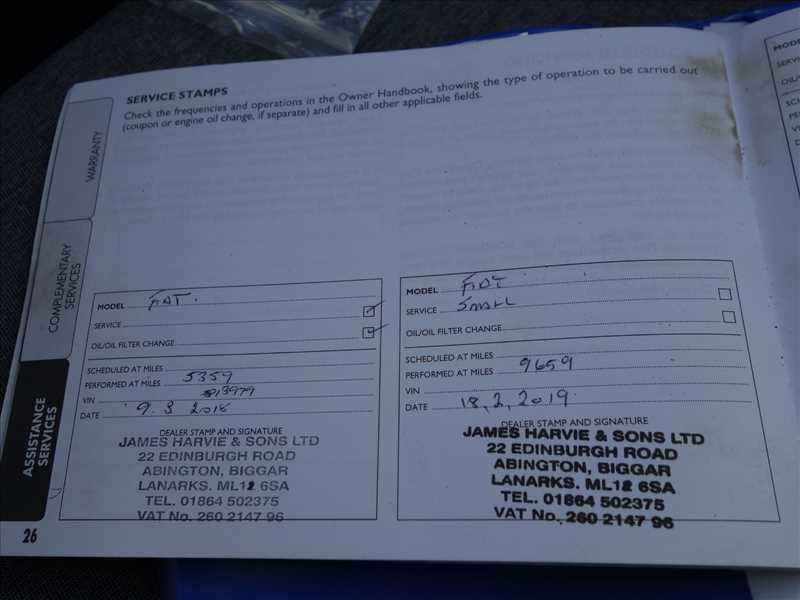 SERVICE STAMPS
Check the frequencies and operations in the Owner Handbook, showing the type of operation to be carried out
(coupon or engine oil change, if separate) and fill in all other applicable fields.
WARRANTY
COMPLEMENTARY
SERVICES
ASSISTANCE
SERVICES
MODEL FIAT.
SERVICE
OIL/OIL FILTER CHANGE
SCHEDULED AT MILES
PERFORMED AT MILES 5359
VIN
DATE 9.3 2018
DEALER STAMP AND SIGNATURE
JAMES HARVIE & SONS LTD
22 EDINBURGH ROAD
ABINGTON, BIGGAR
LANARKS. ML12 6SA
TEL. 01864 502375
VAT No. 260 2147 96
MODEL FIAT
SERVICE SMALL
OIL/OIL FILTER CHANGE
SCHEDULED AT MILES
PERFORMED AT MILES 9659
VIN
DATE 18,2,2019
DEALER STAMP AND SIGNATURE
JAMES HARVIE & SONS LTD
22 EDINBURGH ROAD
ABINGTON, BIGGAR
LANARKS. ML12 6SA
TEL. 01864 502375
VAT No. 260 2147 96
26